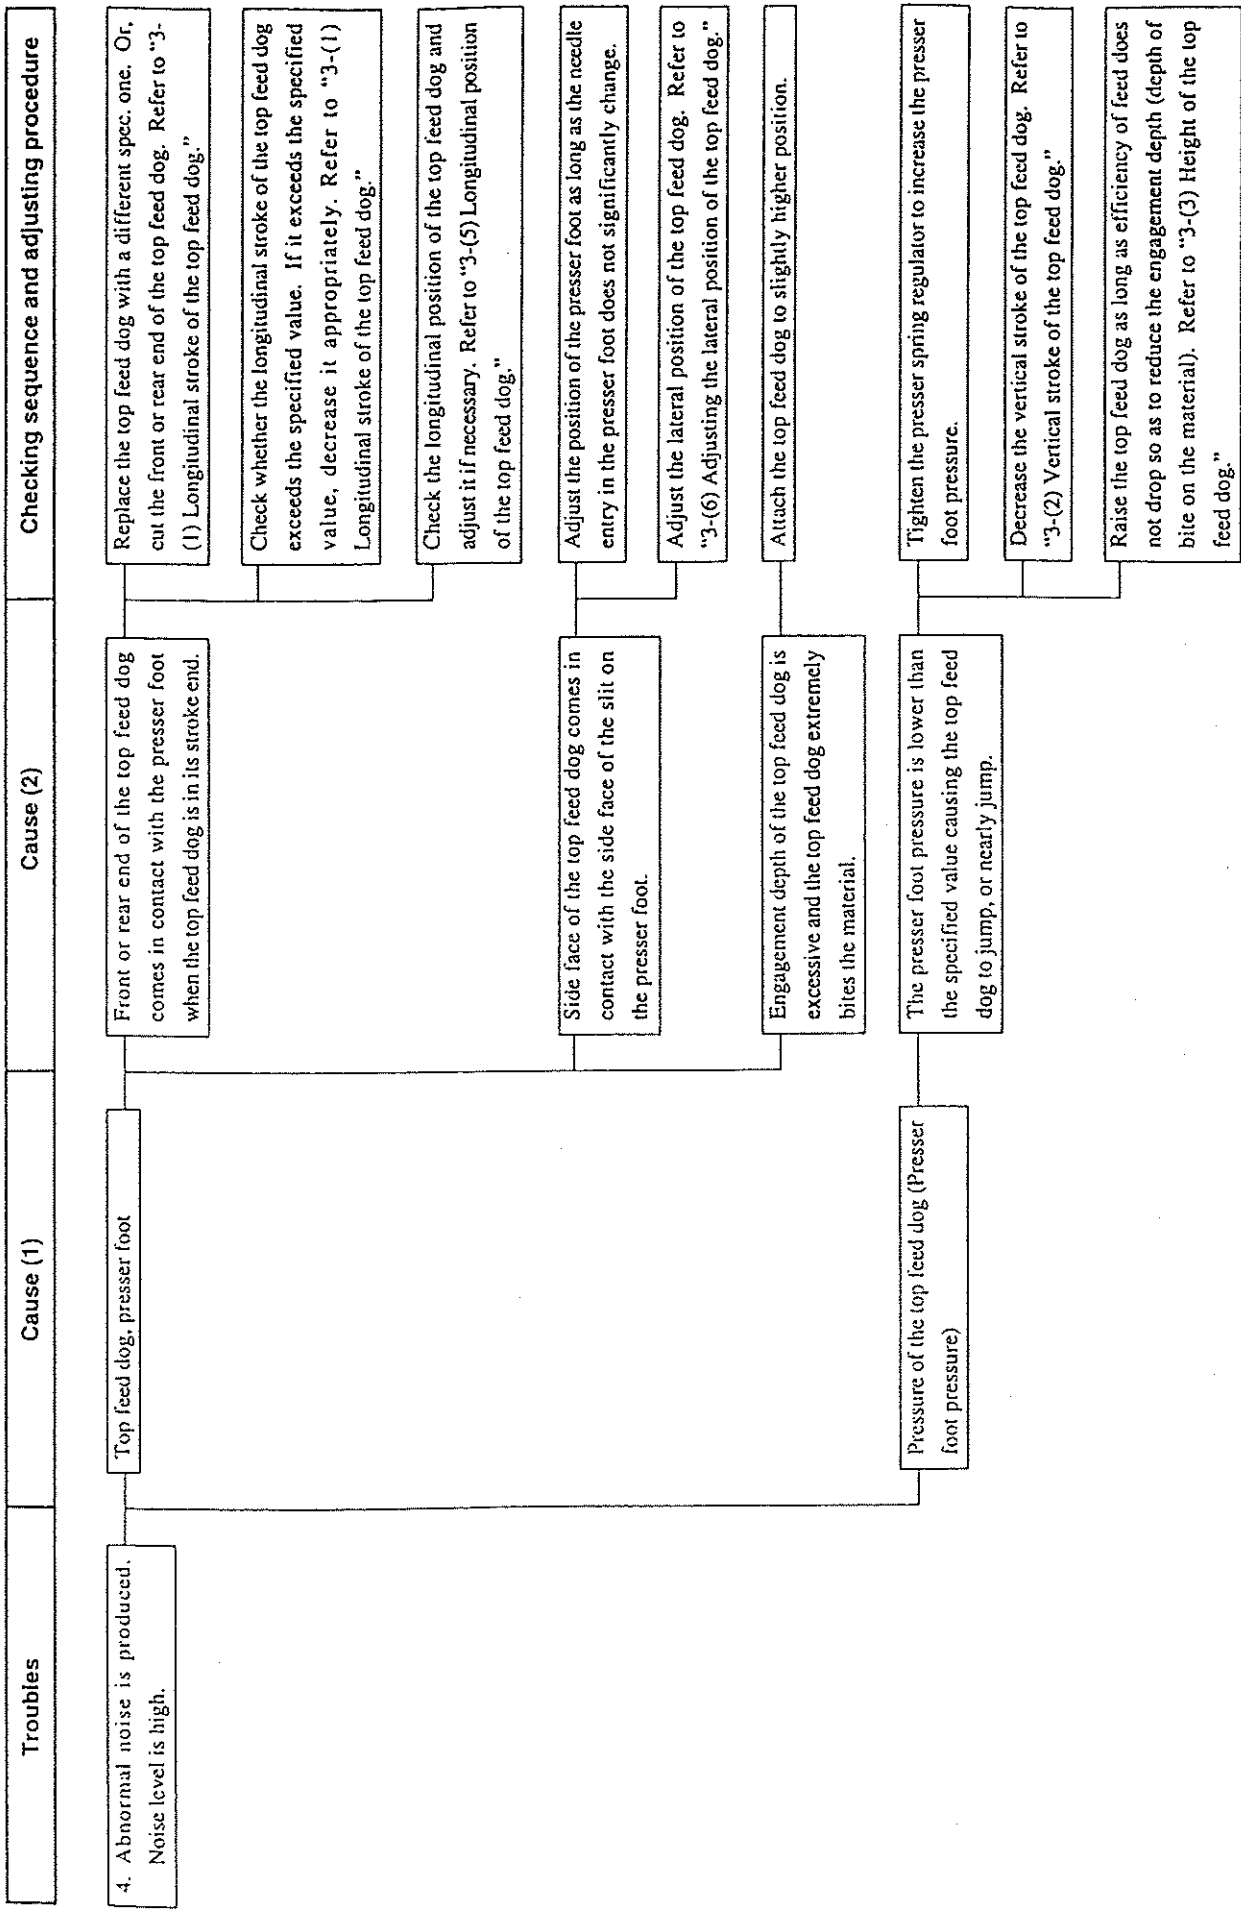 Troubles
Cause (1)
Cause (2)
Checking sequence and adjusting procedure
4. Abnormal noise is produced.
Noise level is high.
Top feed dog, presser foot
Front or rear end of the top feed dog
comes in contact with the presser foot
when the top feed dog is in its stroke end.
Replace the top feed dog with a different spec. one. Or,
cut the front or rear end of the top feed dog. Refer to “3-
(1) Longitudinal stroke of the top feed dog.”
Check whether the longitudinal stroke of the top feed dog
exceeds the specified value. If it exceeds the specified
value, decrease it appropriately. Refer to “3-(1)
Longitudinal stroke of the top feed dog.”
Check the longitudinal position of the top feed dog and
adjust it if necessary. Refer to “3-(5) Longitudinal position
of the top feed dog.”
Side face of the top feed dog comes in
contact with the side face of the slit on
the presser foot.
Adjust the position of the presser foot as long as the needle
entry in the presser foot does not significantly change.
Adjust the lateral position of the top feed dog. Refer to
“3-(6) Adjusting the lateral position of the top feed dog.”
Engagement depth of the top feed dog is
excessive and the top feed dog extremely
bites the material.
Attach the top feed dog to slightly higher position.
Pressure of the top feed dog (Presser
foot pressure)
The presser foot pressure is lower than
the specified value causing the top feed
dog to jump, or nearly jump.
Tighten the presser spring regulator to increase the presser
foot pressure.
Decrease the vertical stroke of the top feed dog. Refer to
“3-(2) Vertical stroke of the top feed dog.”
Raise the top feed dog as long as efficiency of feed does
not drop so as to reduce the engagement depth (depth of
bite on the material). Refer to “3-(3) Height of the top
feed dog.”